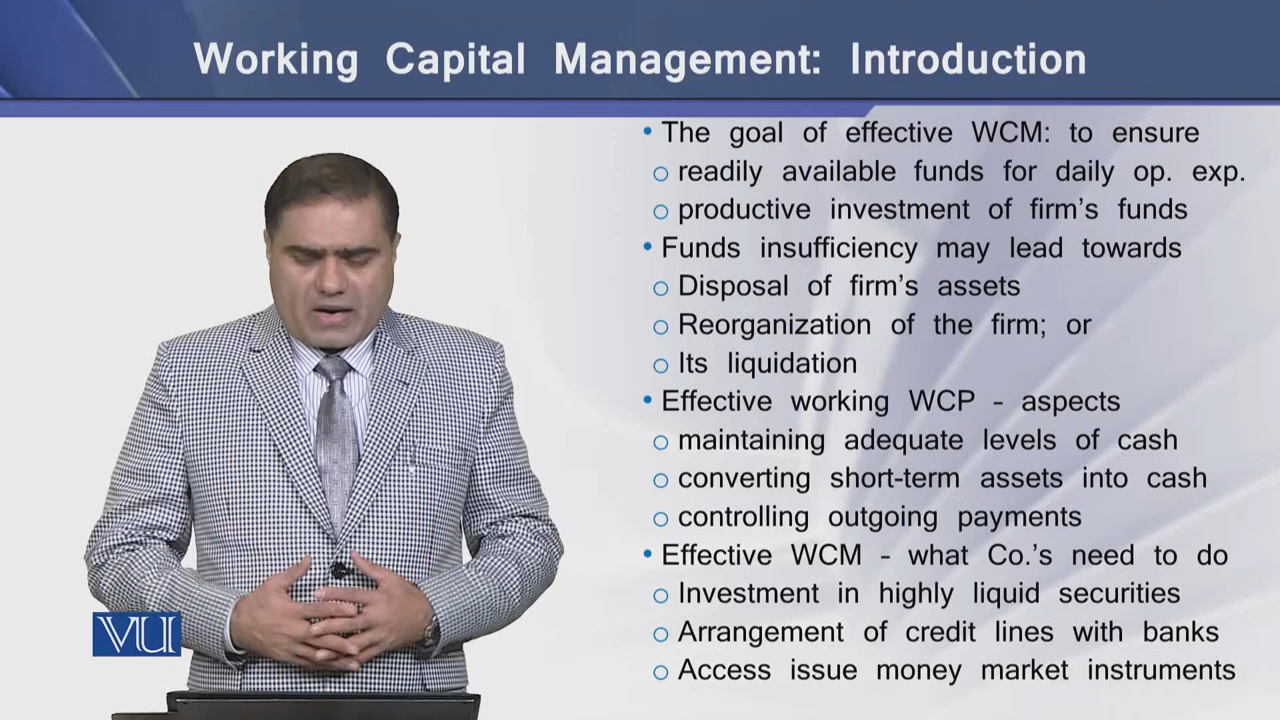 Working Capital Management: Introduction
• The goal of effective WCM: to ensure
o readily available funds for daily op. exp.
o productive investment of firm’s funds
• Funds insufficiency may lead towards
o Disposal of firm’s assets
o Reorganization of the firm; or
o Its liquidation
• Effective working WCP - aspects
o maintaining adequate levels of cash
o converting short-term assets into cash
o controlling outgoing payments
• Effective WCM - what Co.’s need to do
o Investment in highly liquid securities
o Arrangement of credit lines with banks
o Access issue money market instruments
VU